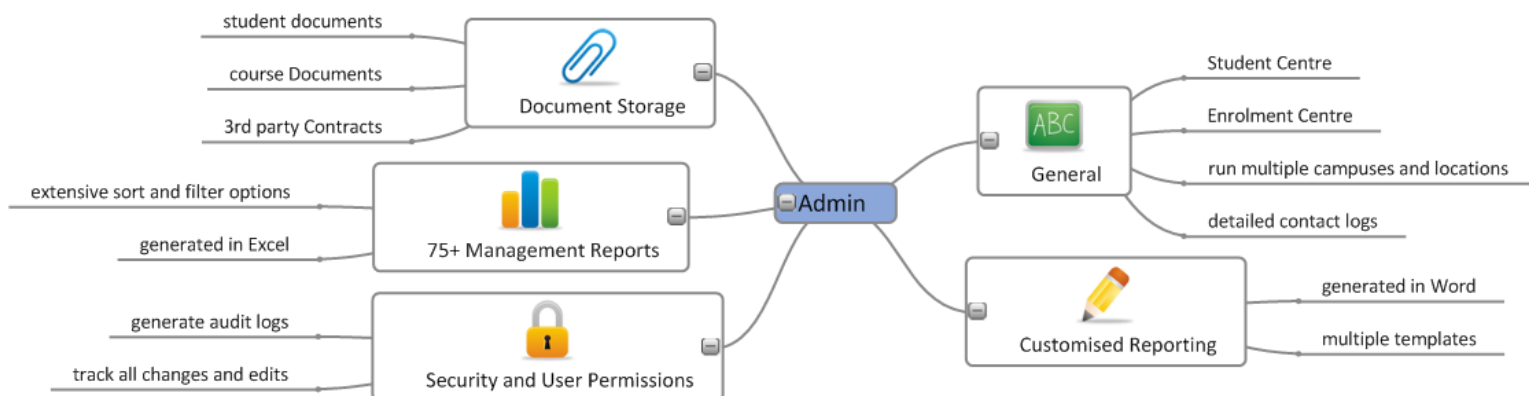 student documents
course Documents
3rd party Contracts
Document Storage
extensive sort and filter options
generated in Excel
75+ Management Reports
generate audit logs
track all changes and edits
Security and User Permissions
Admin
ABC
General
Student Centre
Enrolment Centre
run multiple campuses and locations
detailed contact logs
Customised Reporting
generated in Word
multiple templates